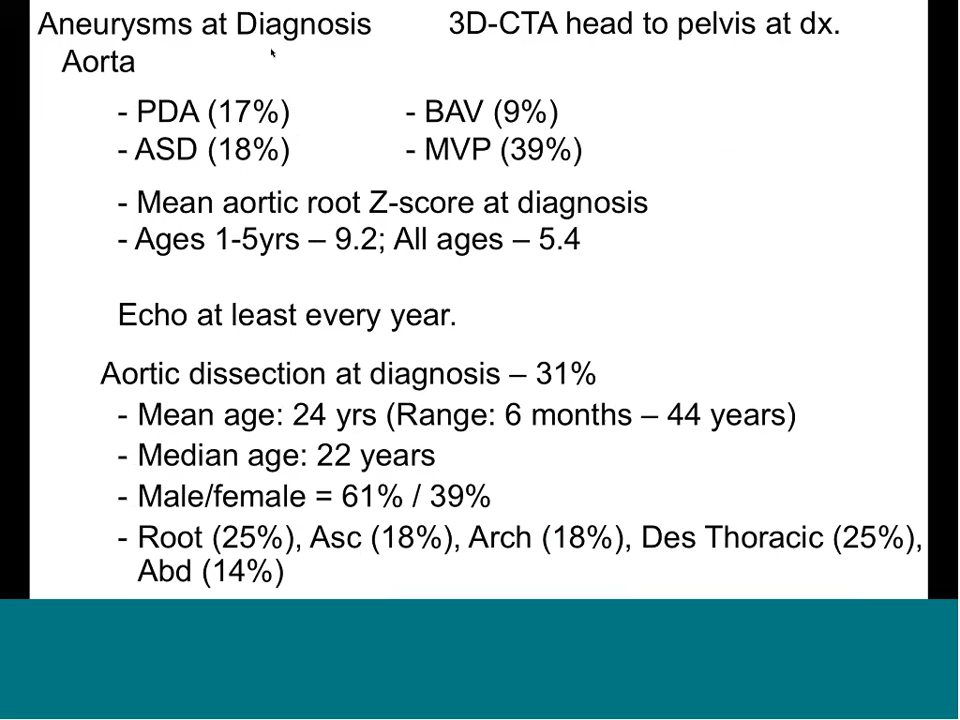 Aneurysms at Diagnosis 3D-CTA head to pelvis at dx.
Aorta
- PDA (17%) - BAV (9%)
- ASD (18%) - MVP (39%)
- Mean aortic root Z-score at diagnosis
- Ages 1-5yrs – 9.2; All ages – 5.4
Echo at least every year.
Aortic dissection at diagnosis – 31%
- Mean age: 24 yrs (Range: 6 months – 44 years)
- Median age: 22 years
- Male/female = 61% / 39%
- Root (25%), Asc (18%), Arch (18%), Des Thoracic (25%),
Abd (14%)